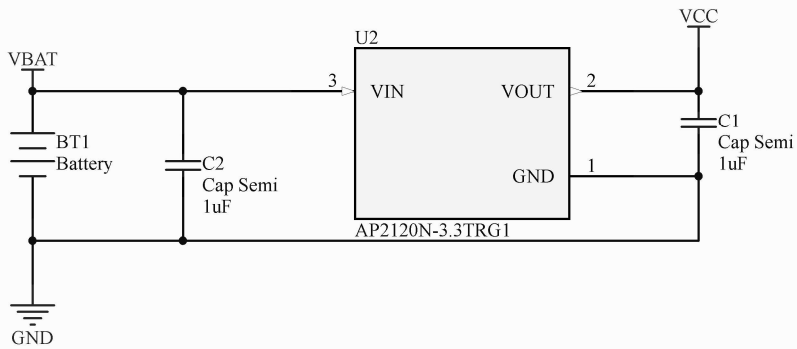 VCC
U2
VBAT
3
VIN
VOUT
2
BT1
Battery
C2
Cap Semi
1uF
C1
Cap Semi
1uF
GND
1
AP2120N-3.3TRG1
GND